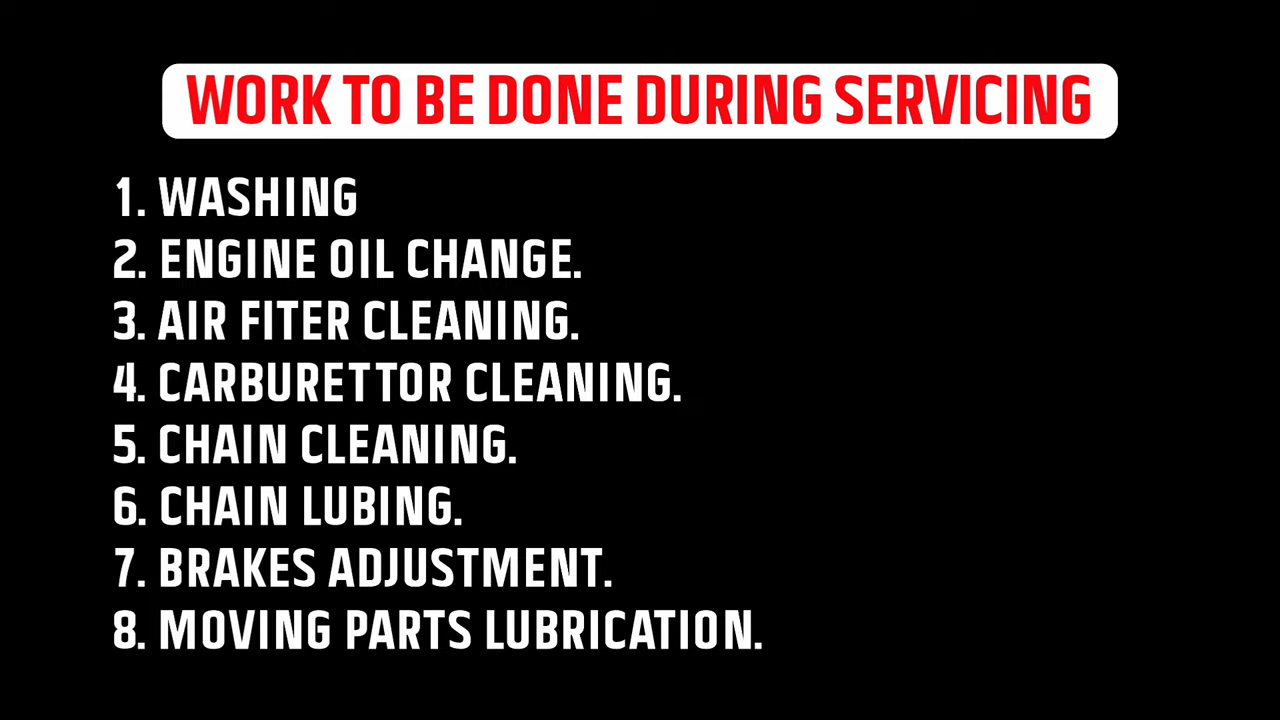 WORK TO BE DONE DURING SERVICING
1. WASHING
2. ENGINE OIL CHANGE.
3. AIR FITER CLEANING.
4. CARBURETTOR CLEANING.
5. CHAIN CLEANING.
6. CHAIN LUBING.
7. BRAKES ADJUSTMENT.
8. MOVING PARTS LUBRICATION.